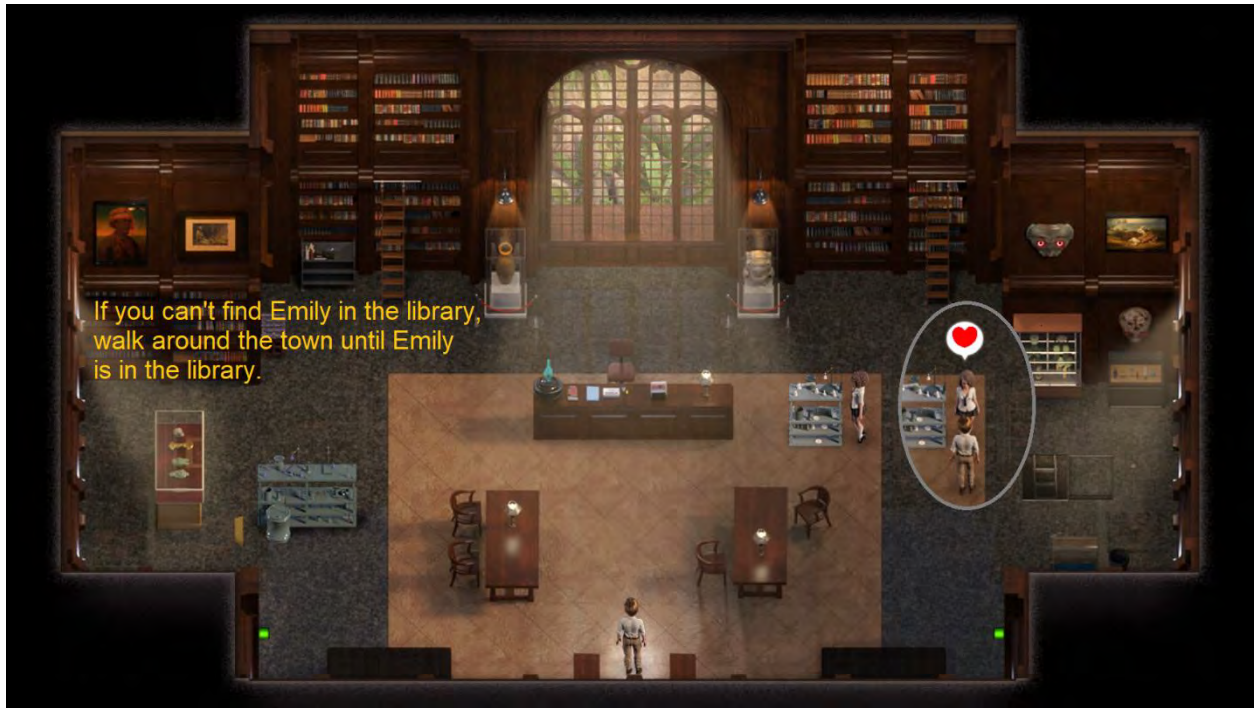 If you can't find Emily in the library,
walk around the town until Emily
is in the library.